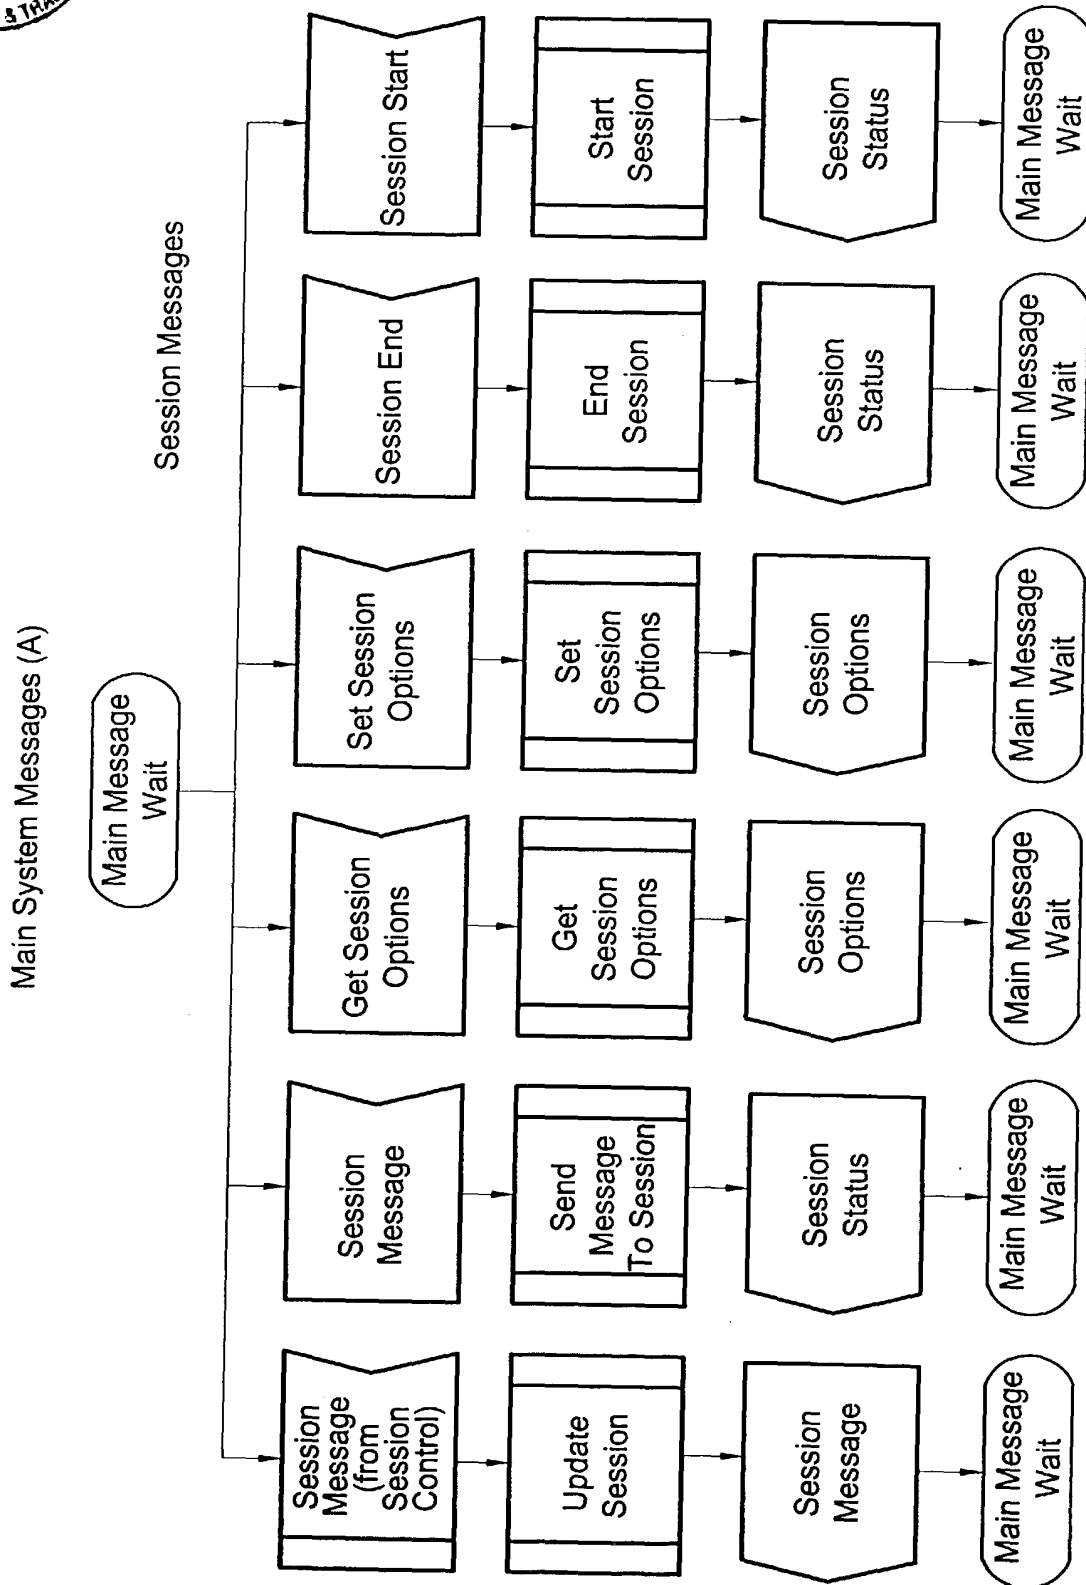 Main System Messages (A)
Main Message
Wait
Session Messages
Session
Message
(from
Session
Control)
Session
Message
Get Session
Options
Set Session
Options
Session End
Session Start
Update
Session
Send
Message
To Session
Get
Session
Options
Set
Session
Options
End
Session
Start
Session
Session
Message
Session
Status
Session
Options
Session
Options
Session
Status
Session
Status
Main Message
Wait
Main Message
Wait
Main Message
Wait
Main Message
Wait
Main Message
Wait
Main Message
Wait